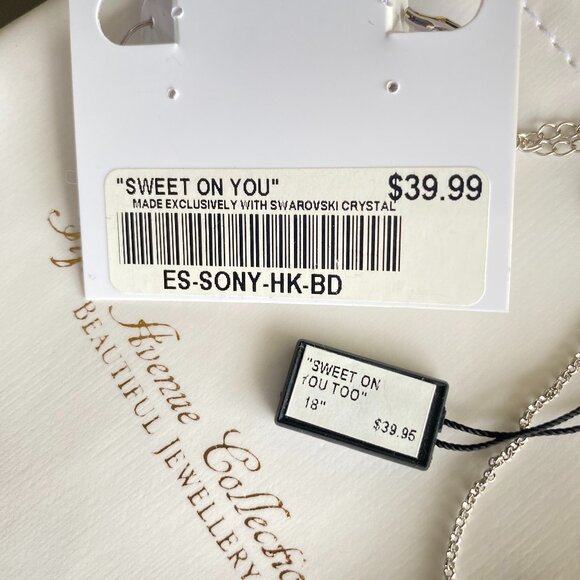 "SWEET ON YOU" $39.99
MADE EXCLUSIVELY WITH SWAROVSKI CRYSTAL
ES-SONY-HK-BD
"SWEET ON
YOU TOO"
18"
$39.95
Avenue Collectio
BEAUTIFUL JEWELLERY